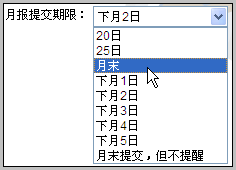 月报提交期限： 下月2日
20日
25日
月末
下月1日
下月2日
下月3日
下月4日
下月5日
月末提交，但不提醒